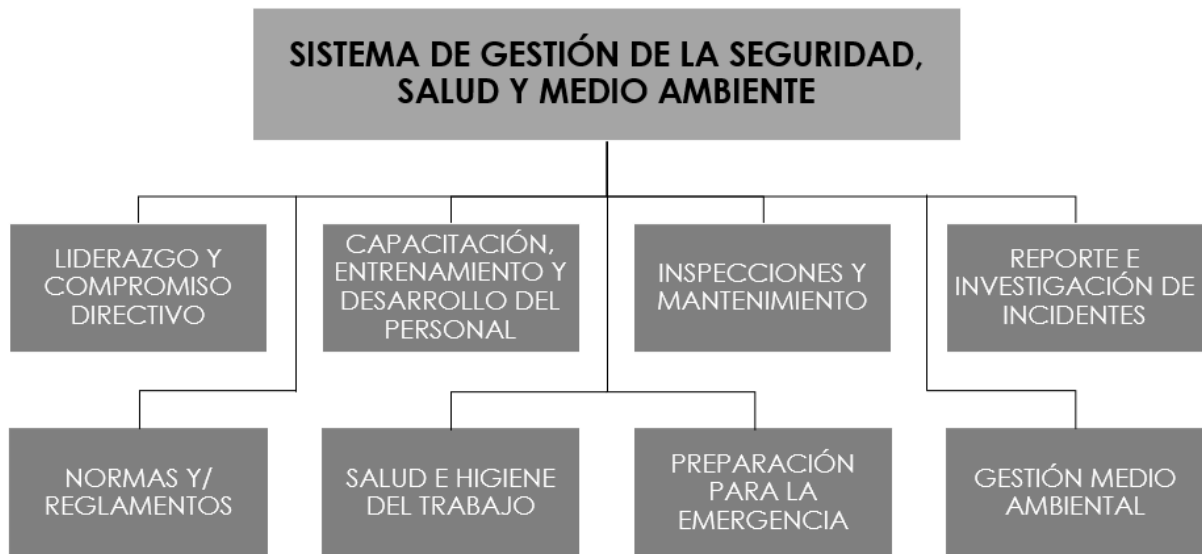 SISTEMA DE GESTIÓN DE LA SEGURIDAD,
SALUD Y MEDIO AMBIENTE
LIDERAZGO Y
COMPROMISO
DIRECTIVO
CAPACITACIÓN,
ENTRENAMIENTO Y
DESARROLLO DEL
PERSONAL
INSPECCIONES Y
MANTENIMIENTO
REPORTE E
INVESTIGACIÓN DE
INCIDENTES
NORMAS Y/
REGLAMENTOS
SALUD E HIGIENE
DEL TRABAJO
PREPARACIÓN
PARA LA
EMERGENCIA
GESTIÓN MEDIO
AMBIENTAL